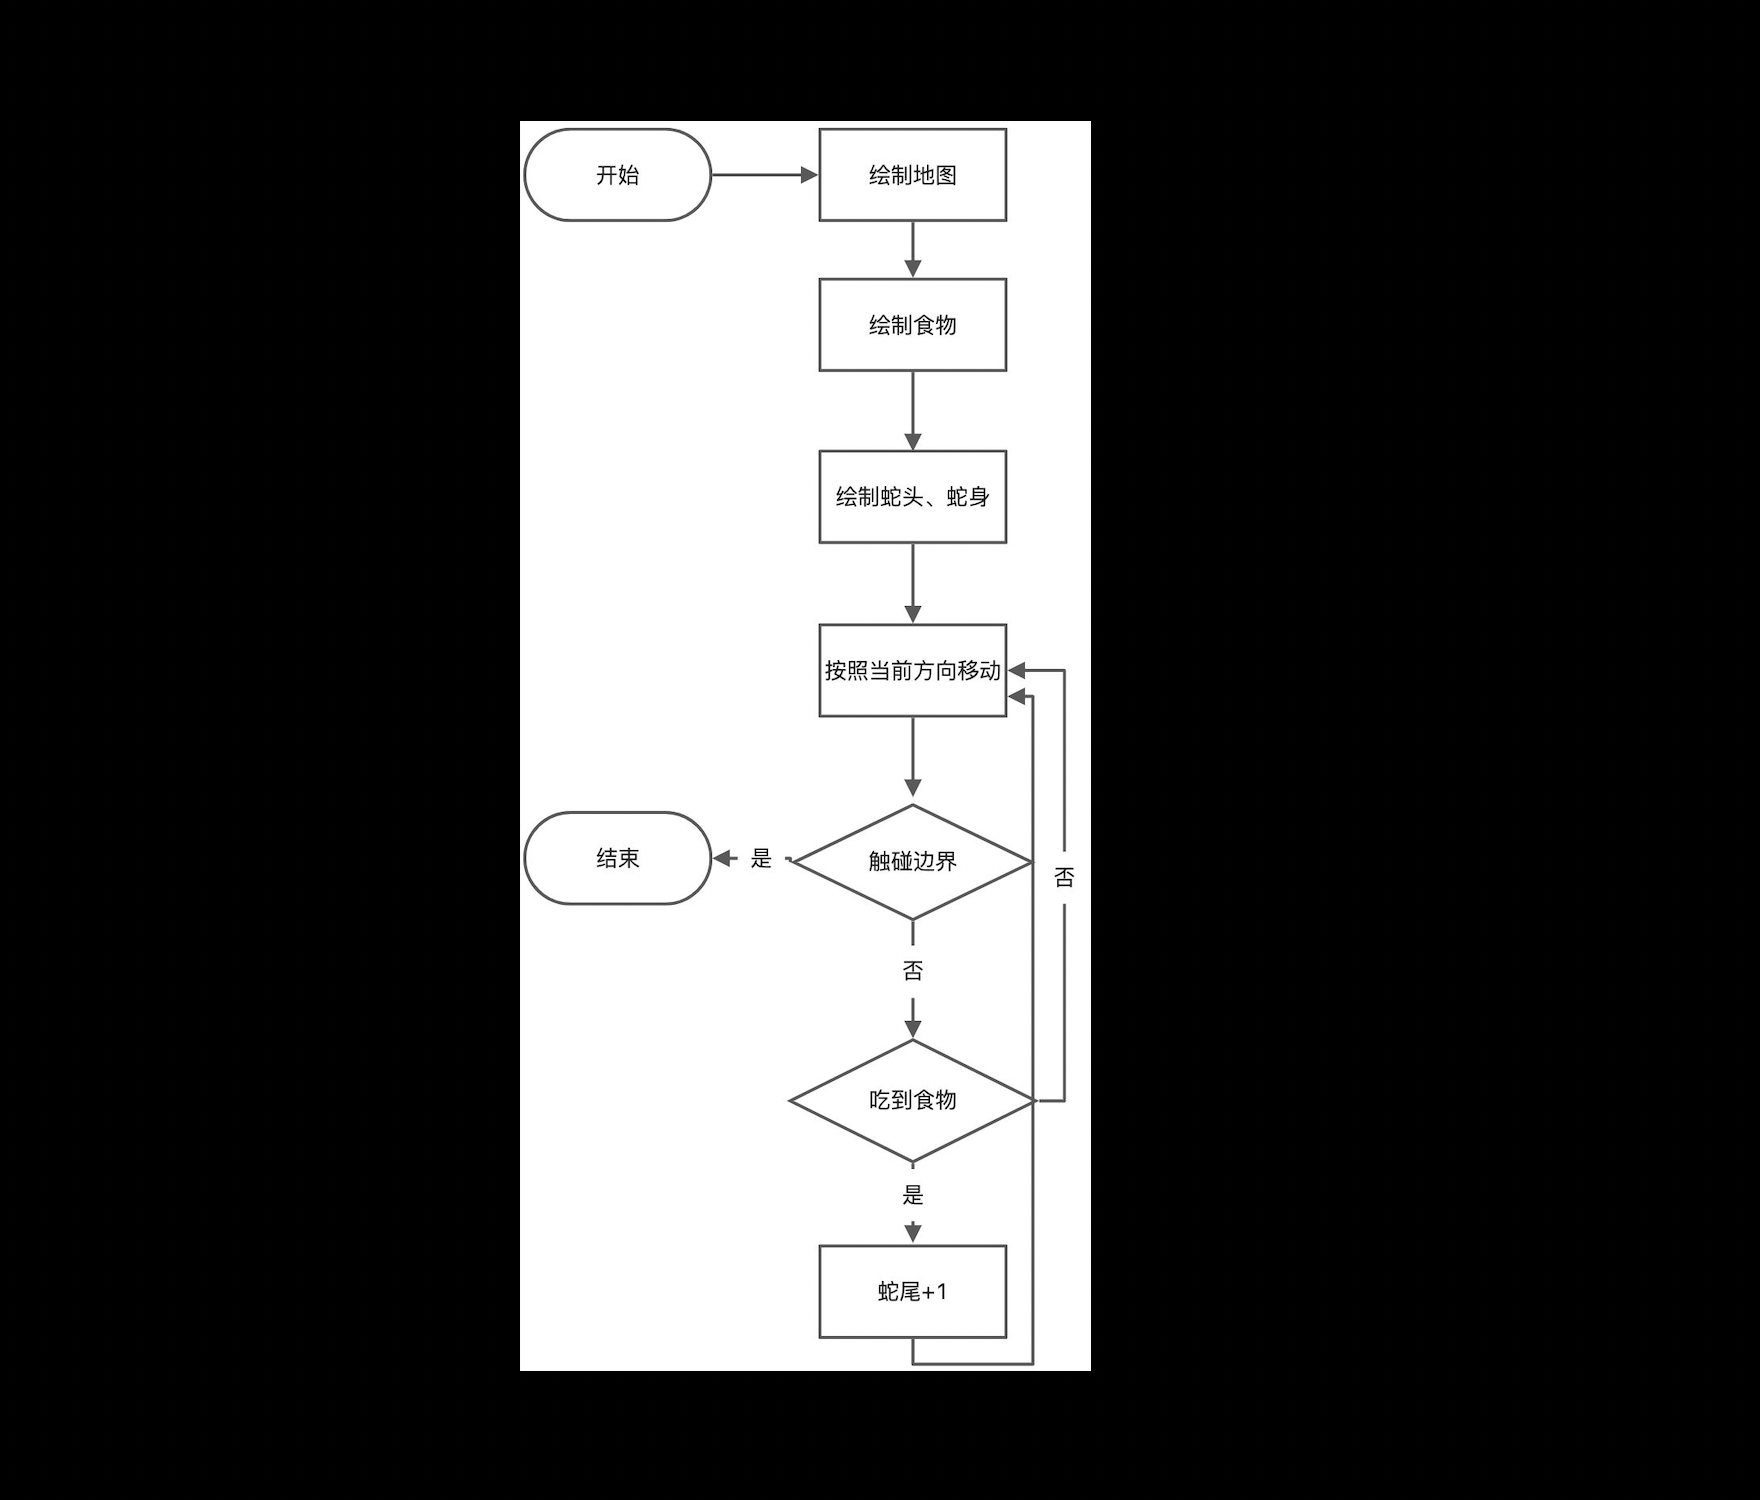 开始
绘制地图
绘制食物
绘制蛇头、蛇身
按照当前方向移动
触碰边界
是
结束
否
否
吃到食物
是
蛇尾+1